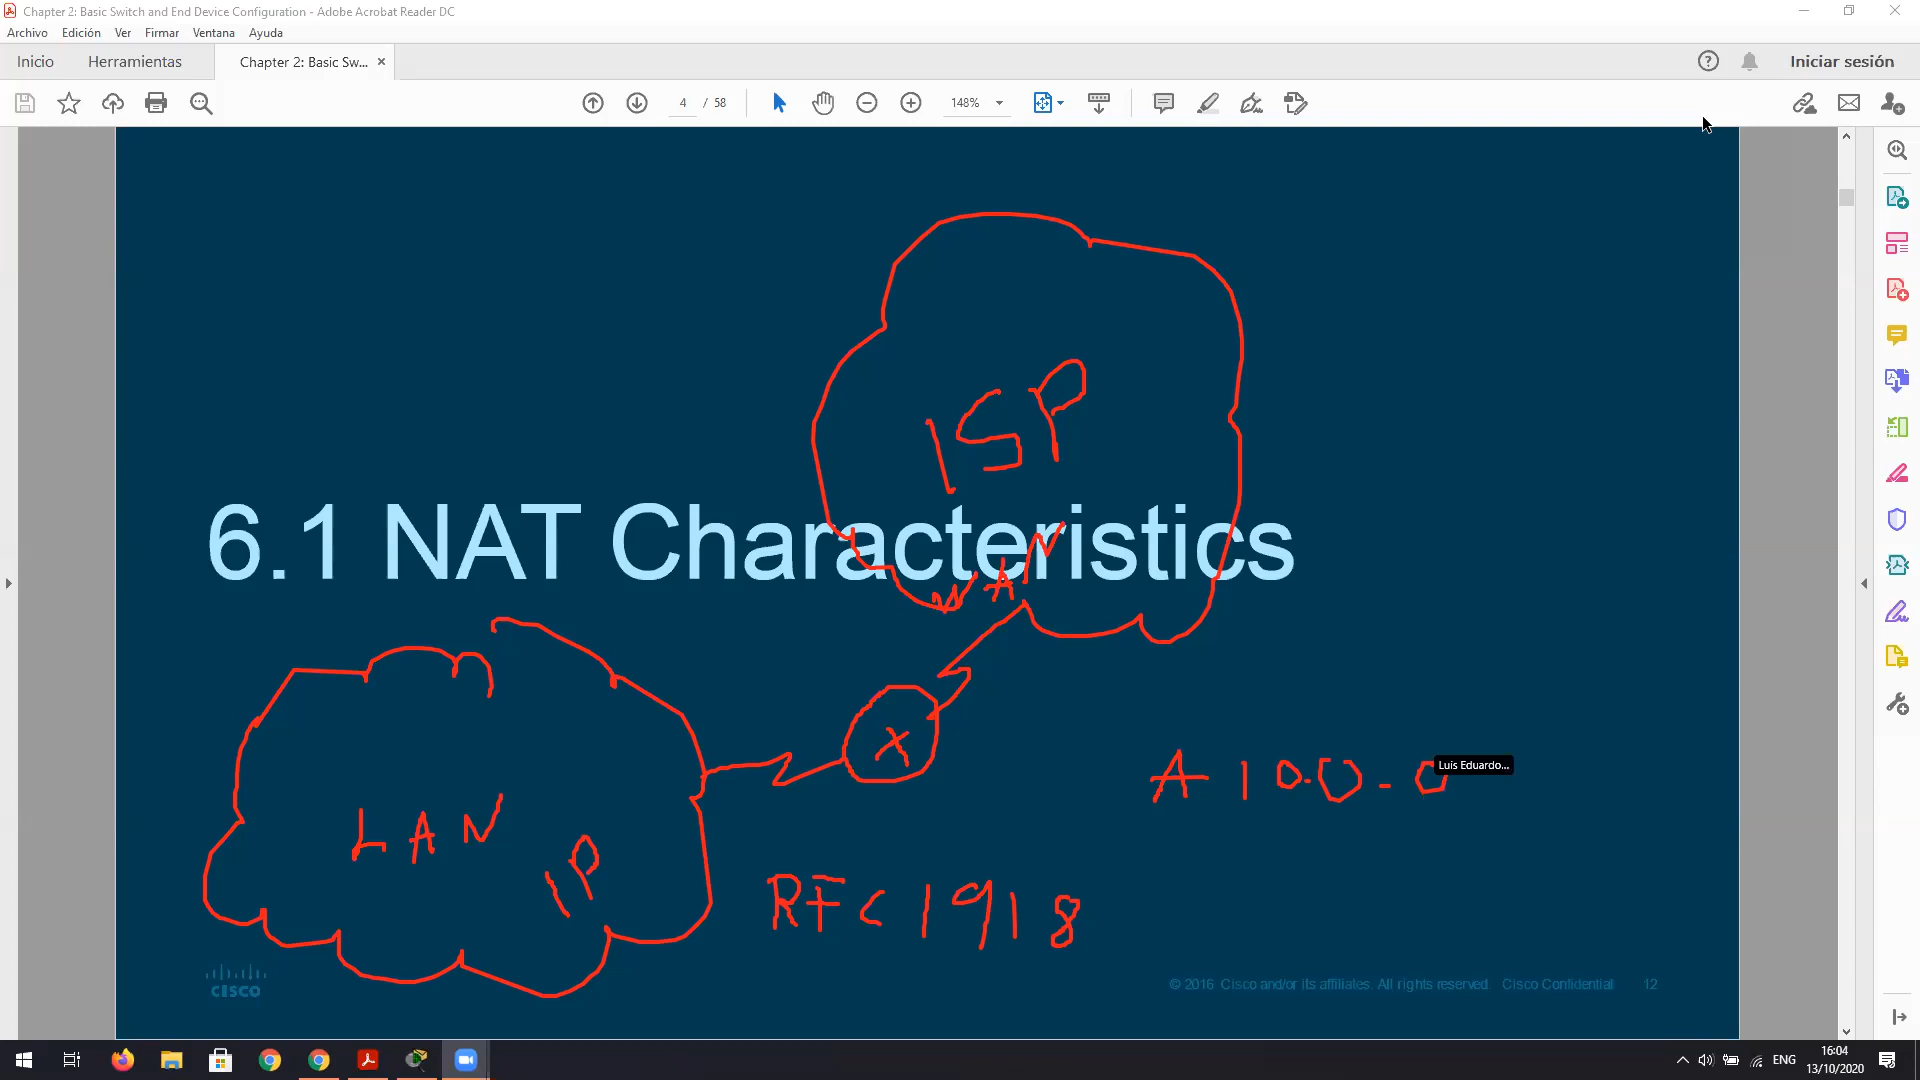 Chapter 2: Basic Switch and End Device Configuration - Adobe Acrobat Reader DC
Archivo Edición Ver Firmar Ventana Ayuda
Inicio Herramientas Chapter 2: Basic Sw... × Iniciar sesión
4 / 58 148%
ISP
6.1 NAT Characteristics
WAN
X
A 10.0.0
Luis Eduardo...
LAN
IP
RFC 1918
CISCO
© 2016 Cisco and/or its affiliates. All rights reserved. Cisco Confidential 12
ENG
16:04
13/10/2020